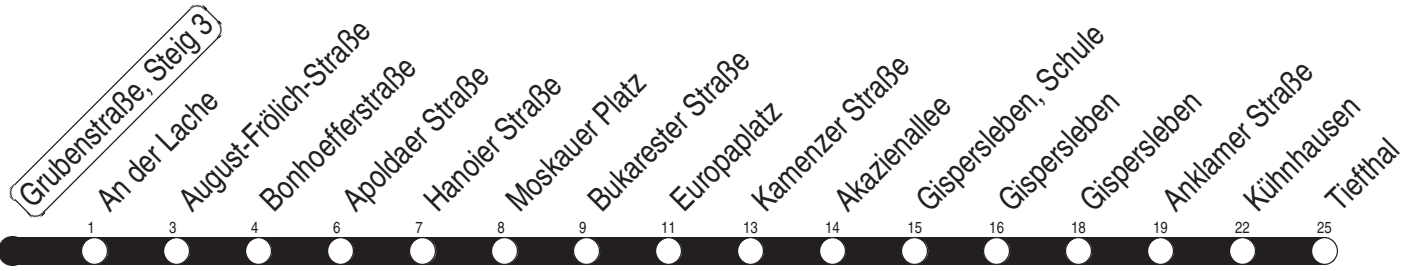 Grubenstraße, Steig 3
An der Lache
August-Frölich-Straße
Bonhoefferstraße
Apoldaer Straße
Hanoier Straße
Moskauer Platz
Bukarester Straße
Europaplatz
Kamenzer Straße
Akazienallee
Gispersleben, Schule
Gispersleben
Gispersleben
Anklamer Straße
Kühnhausen
Tiefthal
1 3 4 6 7 8 9 11 13 14 15 16 18 19 22 25